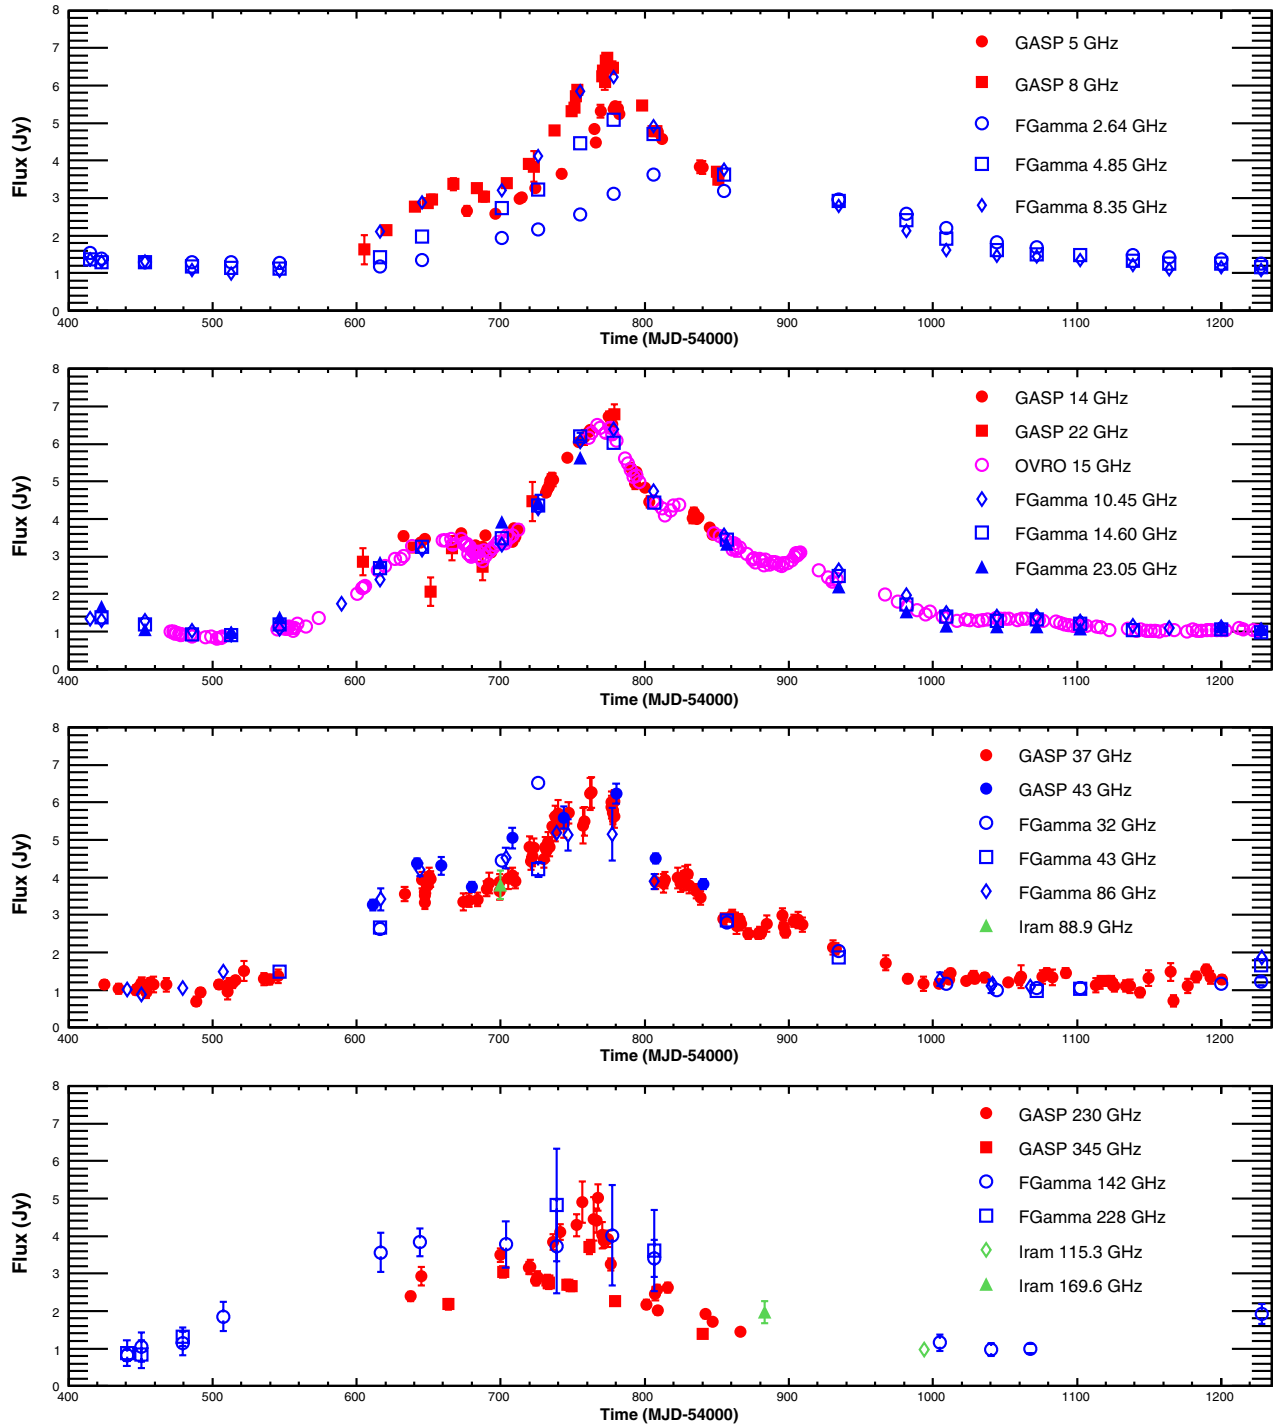 8
7
6
5
4
3
2
1
0
Flux (Jy)
GASP 5 GHz
GASP 8 GHz
FGamma 2.64 GHz
FGamma 4.85 GHz
FGamma 8.35 GHz
400 500 600 700 800 900 1000 1100 1200
Time (MJD-54000)
8
7
6
5
4
3
2
1
0
Flux (Jy)
GASP 14 GHz
GASP 22 GHz
OVRO 15 GHz
FGamma 10.45 GHz
FGamma 14.60 GHz
FGamma 23.05 GHz
400 500 600 700 800 900 1000 1100 1200
Time (MJD-54000)
8
7
6
5
4
3
2
1
0
Flux (Jy)
GASP 37 GHz
GASP 43 GHz
FGamma 32 GHz
FGamma 43 GHz
FGamma 86 GHz
Iram 88.9 GHz
400 500 600 700 800 900 1000 1100 1200
Time (MJD-54000)
8
7
6
5
4
3
2
1
0
Flux (Jy)
GASP 230 GHz
GASP 345 GHz
FGamma 142 GHz
FGamma 228 GHz
Iram 115.3 GHz
Iram 169.6 GHz
400 500 600 700 800 900 1000 1100 1200
Time (MJD-54000)